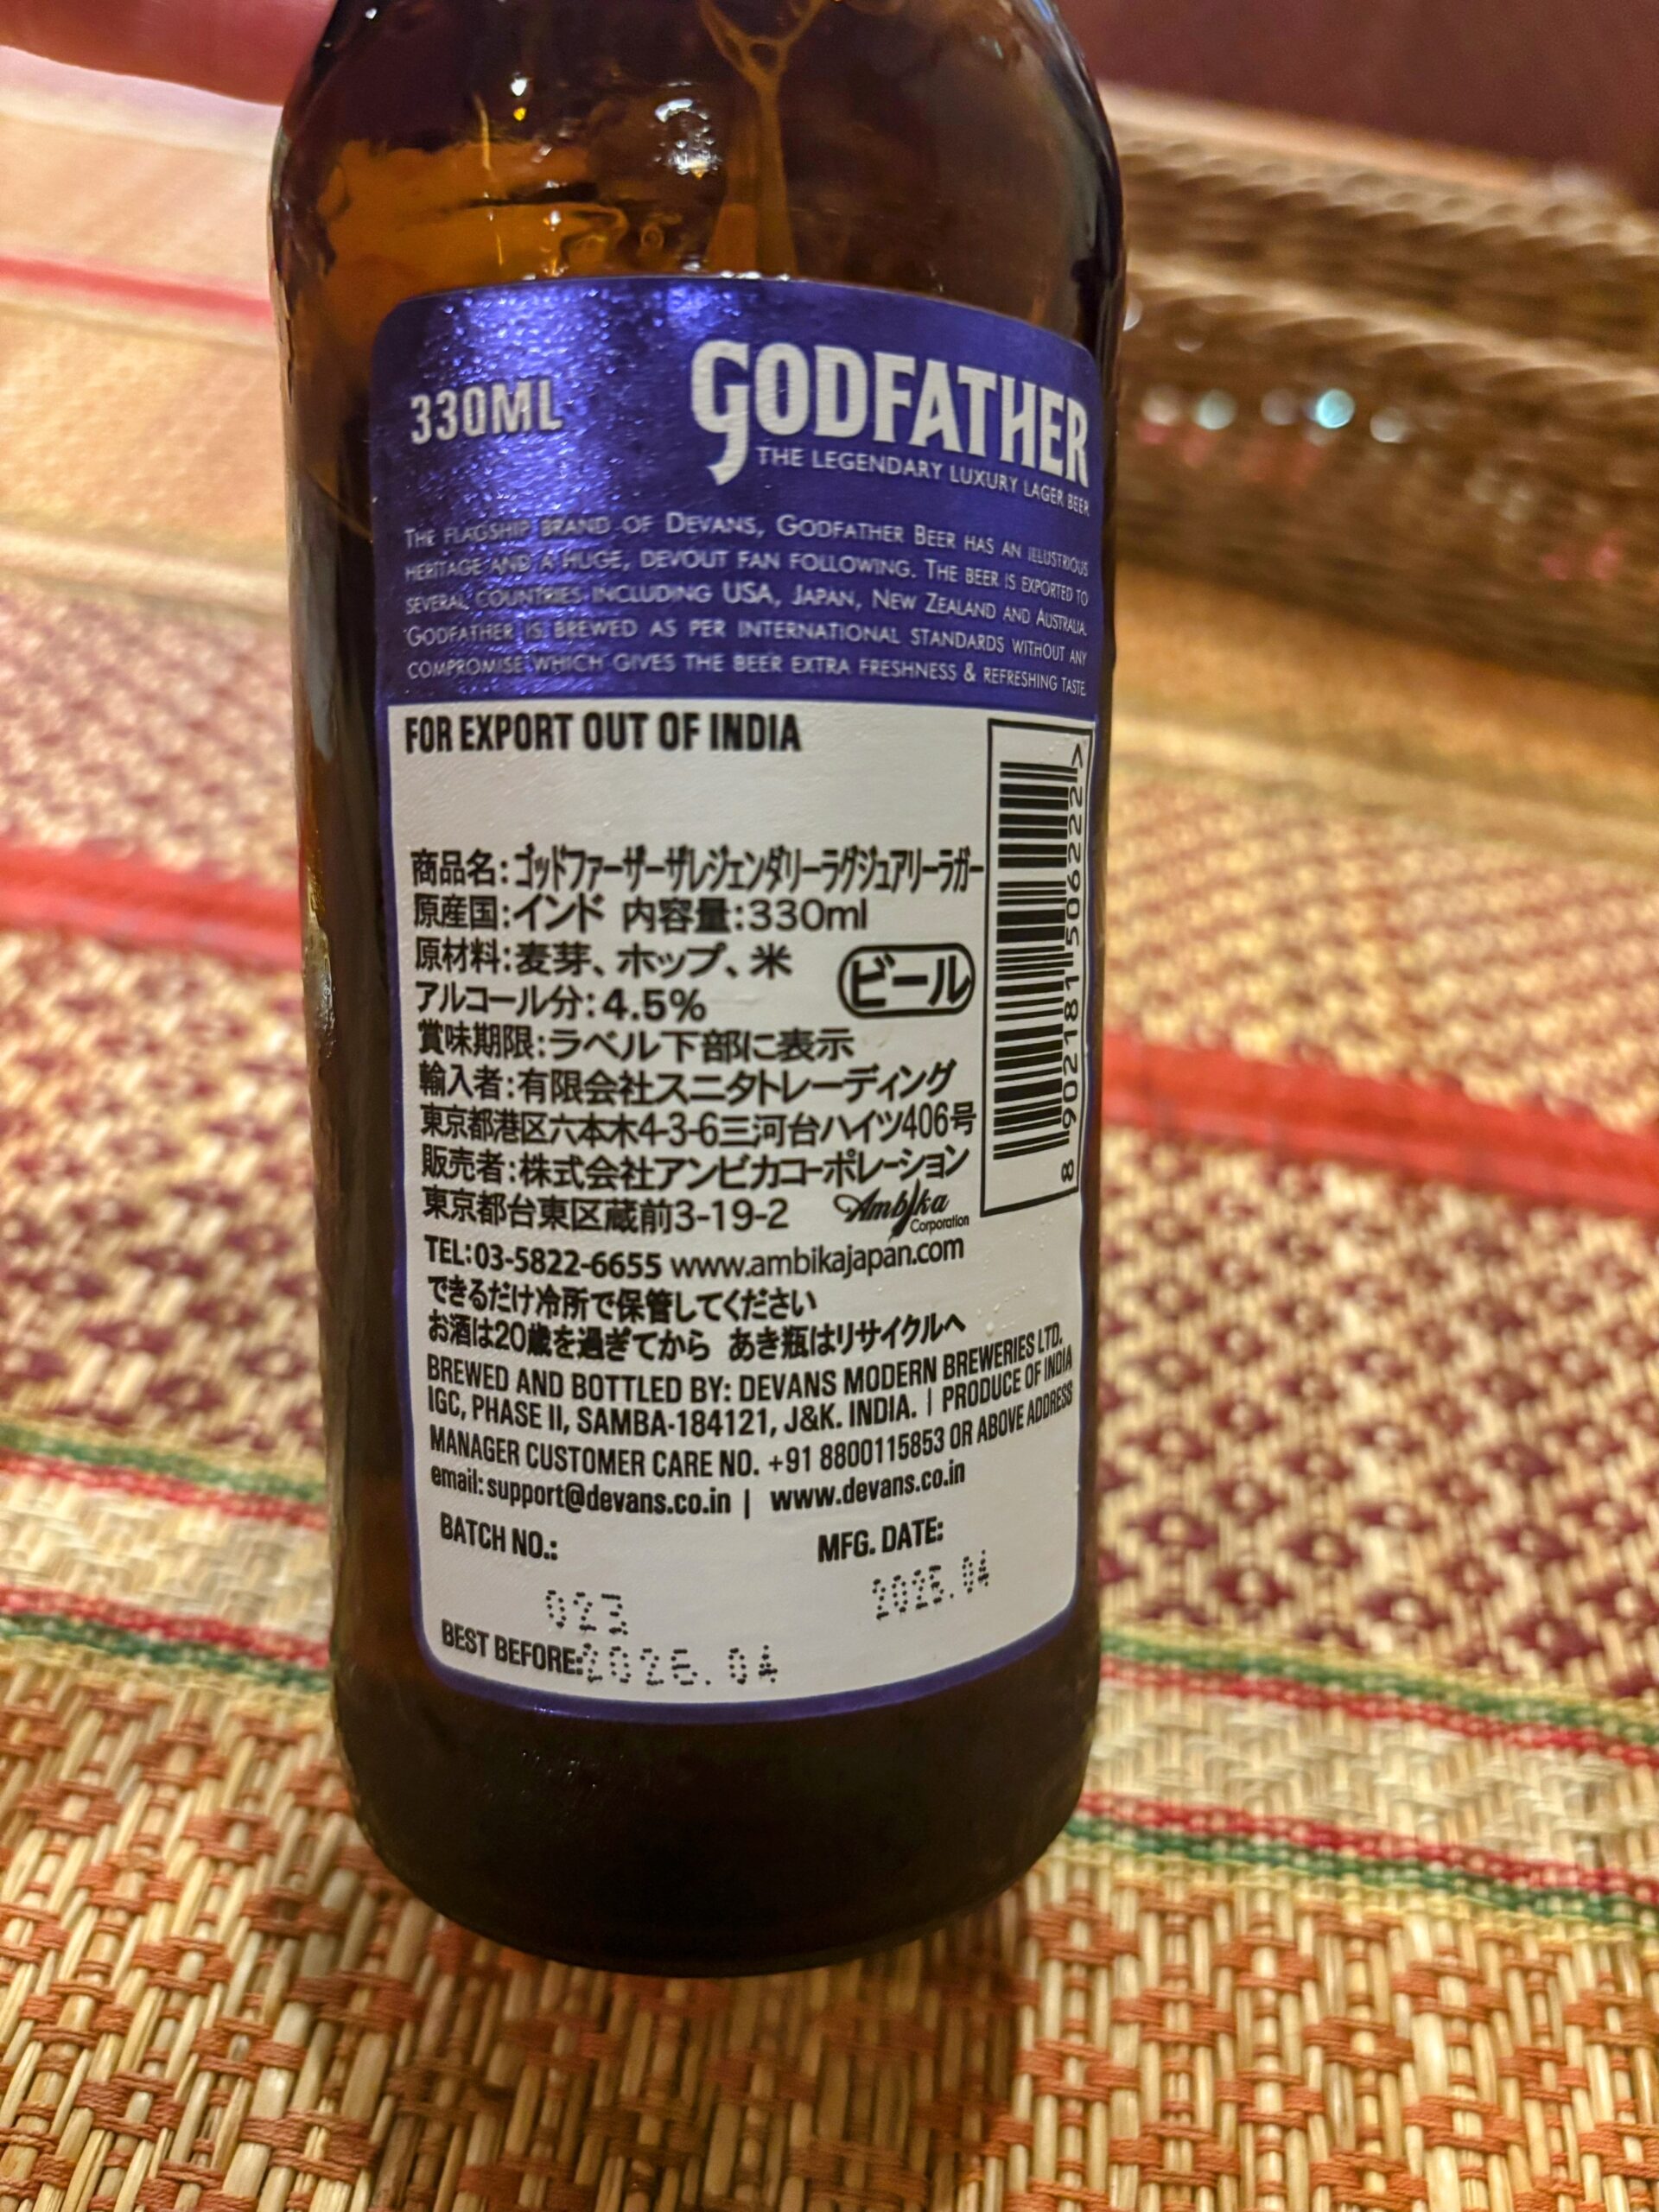 330ML
GODFATHER
THE LEGENDARY LUXURY LAGER BEER
THE FLAGSHIP BRAND OF DEVANS, GODFATHER BEER HAS AN ILLUSTRIOUS
HERITAGE AND A HUGE, DEVOUT FAN FOLLOWING. THE BEER IS EXPORTED TO
SEVERAL COUNTRIES INCLUDING USA, JAPAN, NEW ZEALAND AND AUSTRALIA.
GODFATHER IS BREWED AS PER INTERNATIONAL STANDARDS WITHOUT ANY
COMPROMISE WHICH GIVES THE BEER EXTRA FRESHNESS & REFRESHING TASTE.
FOR EXPORT OUT OF INDIA
商品名:ゴッドファーザーザレジェンダリーラグジュアリーラガー
原産国:インド 内容量:330ml
原材料:麦芽、ホップ、米
ビール
アルコール分:4.5%
賞味期限:ラベル下部に表示
輸入者:有限会社スニタトレーディング
東京都港区六本木4-3-6三河台ハイツ406号
販売者:株式会社アンビカコーポレーション
東京都台東区蔵前3-19-2
Ambika
Corporation
TEL:03-5822-6655 www.ambikajapan.com
できるだけ冷所で保管してください
お酒は20歳を過ぎてから あき瓶はリサイクルへ
8 902181 506222 >
BREWED AND BOTTLED BY: DEVANS MODERN BREWERIES LTD.
IGC, PHASE II, SAMBA-184121, J&K. INDIA. | PRODUCE OF INDIA
MANAGER CUSTOMER CARE NO. +91 8800115853 OR ABOVE ADDRESS
email: support@devans.co.in | www.devans.co.in
BATCH NO.:
023
MFG. DATE:
2025.04
BEST BEFORE:2026.04